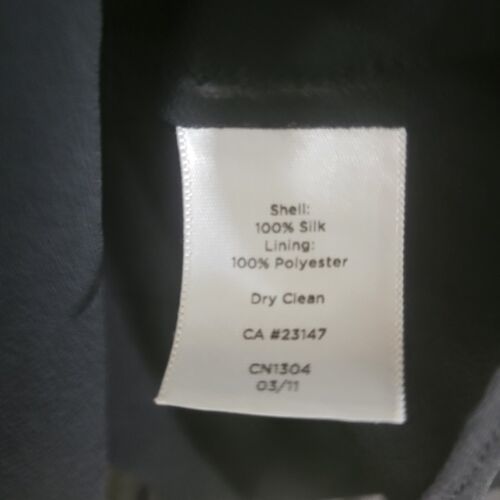 Shell:
100% Silk
Lining:
100% Polyester
Dry Clean
CA #23147
CN1304
03/11